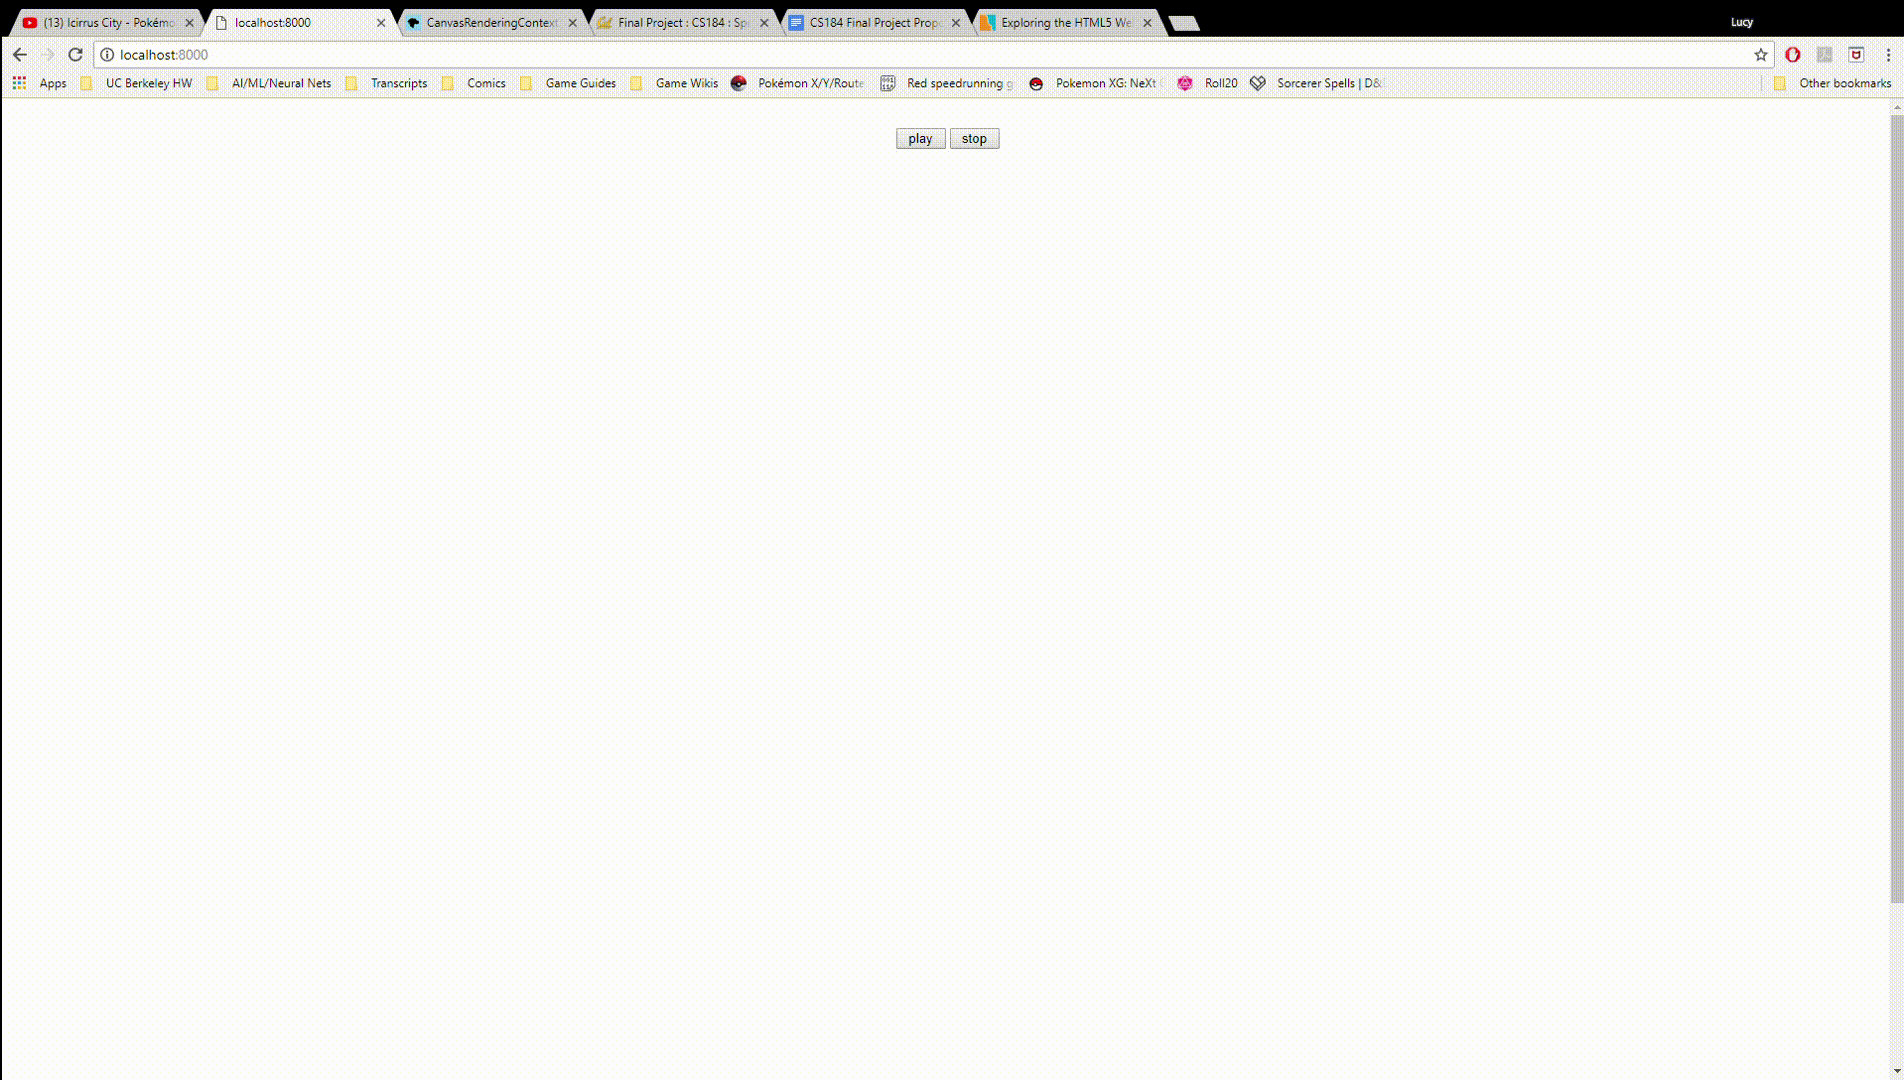 (13) Icirrus City - Pokémo
localhost:8000
CanvasRenderingContext
Final Project : CS184 : Sp
CS184 Final Project Prop
Exploring the HTML5 We
Lucy
localhost:8000
Apps
UC Berkeley HW
AI/ML/Neural Nets
Transcripts
Comics
Game Guides
Game Wikis
Pokémon X/Y/Route
Red speedrunning g
Pokemon XG: NeXt
Roll20
Sorcerer Spells | D&
Other bookmarks
play
stop